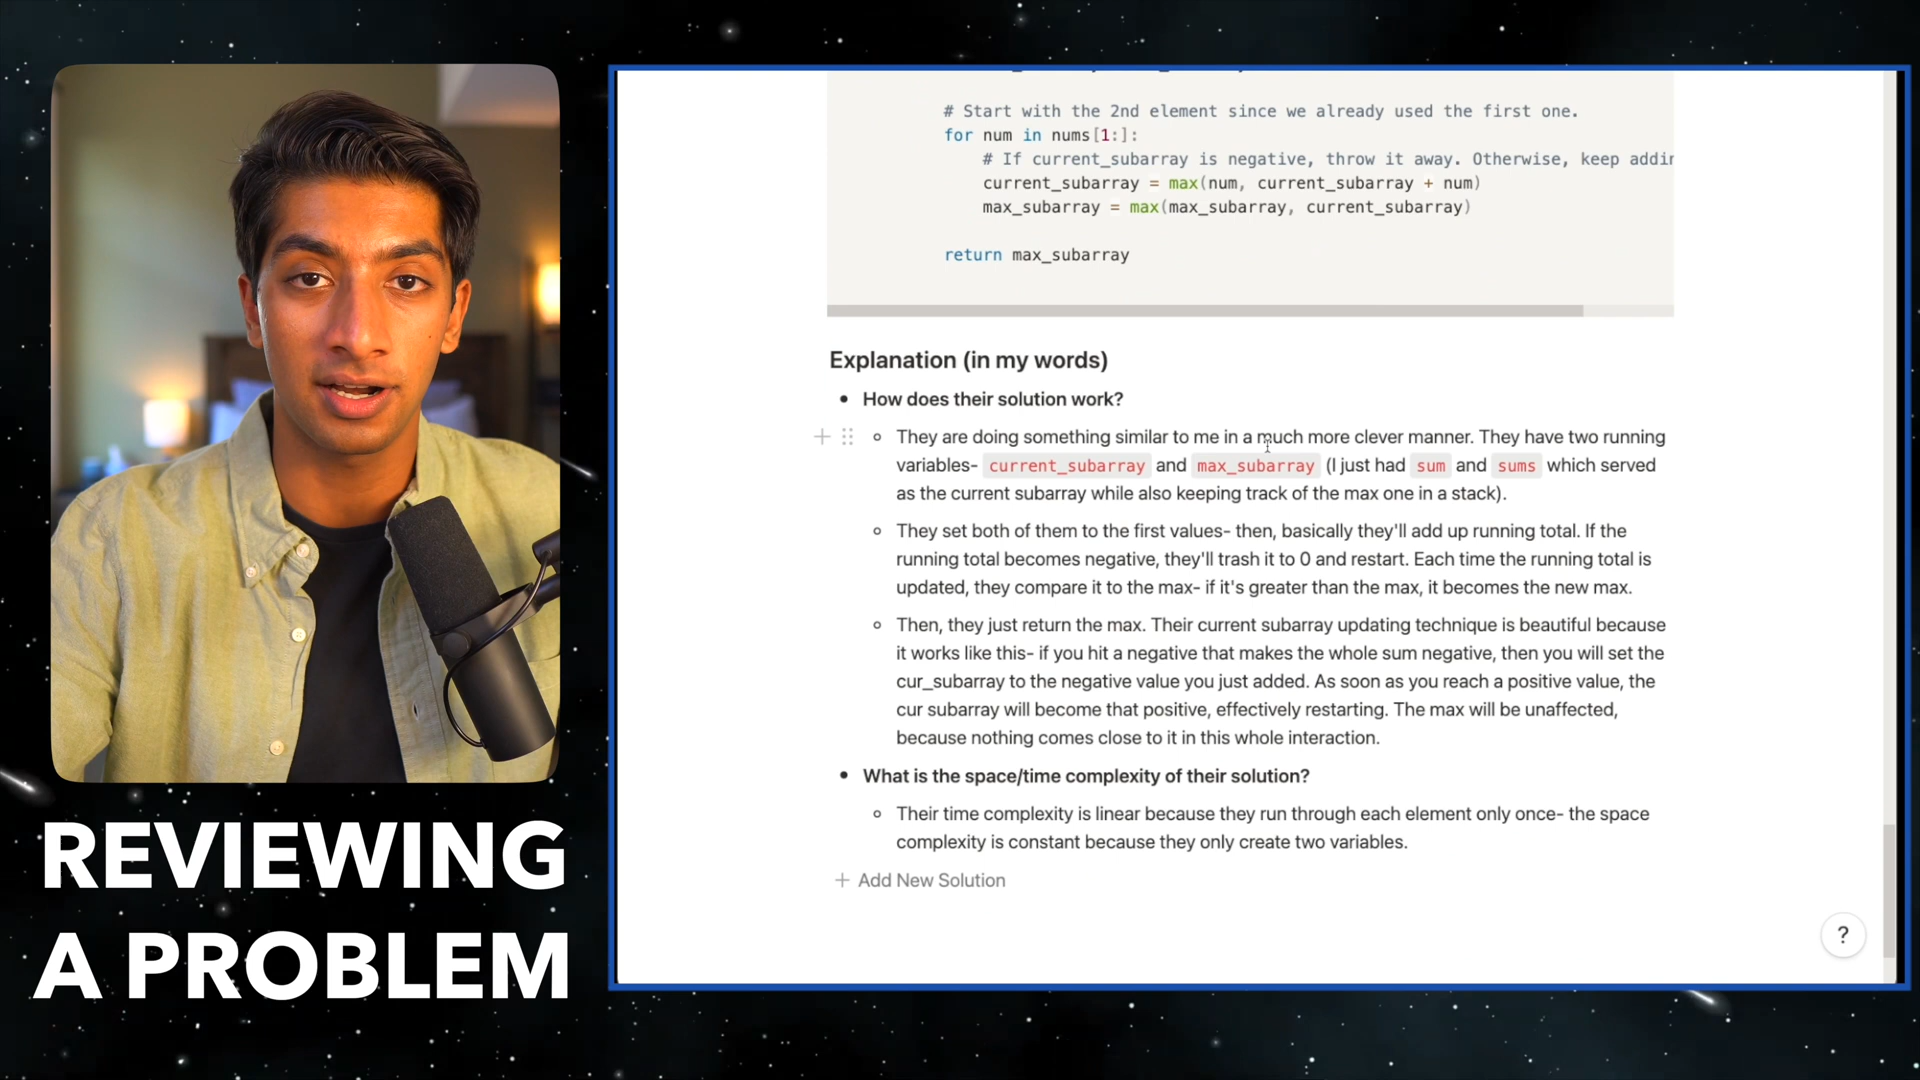 # Start with the 2nd element since we already used the first one.
for num in nums[1:]:
# If current_subarray is negative, throw it away. Otherwise, keep addin
current_subarray = max(num, current_subarray + num)
max_subarray = max(max_subarray, current_subarray)
return max_subarray
Explanation (in my words)
• How does their solution work?
They are doing something similar to me in a much more clever manner. They have two running
variables- current_subarray and max_subarray (I just had sum and sums which served
as the current subarray while also keeping track of the max one in a stack).
They set both of them to the first values- then, basically they'll add up running total. If the
running total becomes negative, they'll trash it to 0 and restart. Each time the running total is
updated, they compare it to the max- if it's greater than the max, it becomes the new max.
Then, they just return the max. Their current subarray updating technique is beautiful because
it works like this- if you hit a negative that makes the whole sum negative, then you will set the
cur_subarray to the negative value you just added. As soon as you reach a positive value, the
cur subarray will become that positive, effectively restarting. The max will be unaffected,
because nothing comes close to it in this whole interaction.
• What is the space/time complexity of their solution?
Their time complexity is linear because they run through each element only once- the space
complexity is constant because they only create two variables.
+ Add New Solution
?
REVIEWING
A PROBLEM